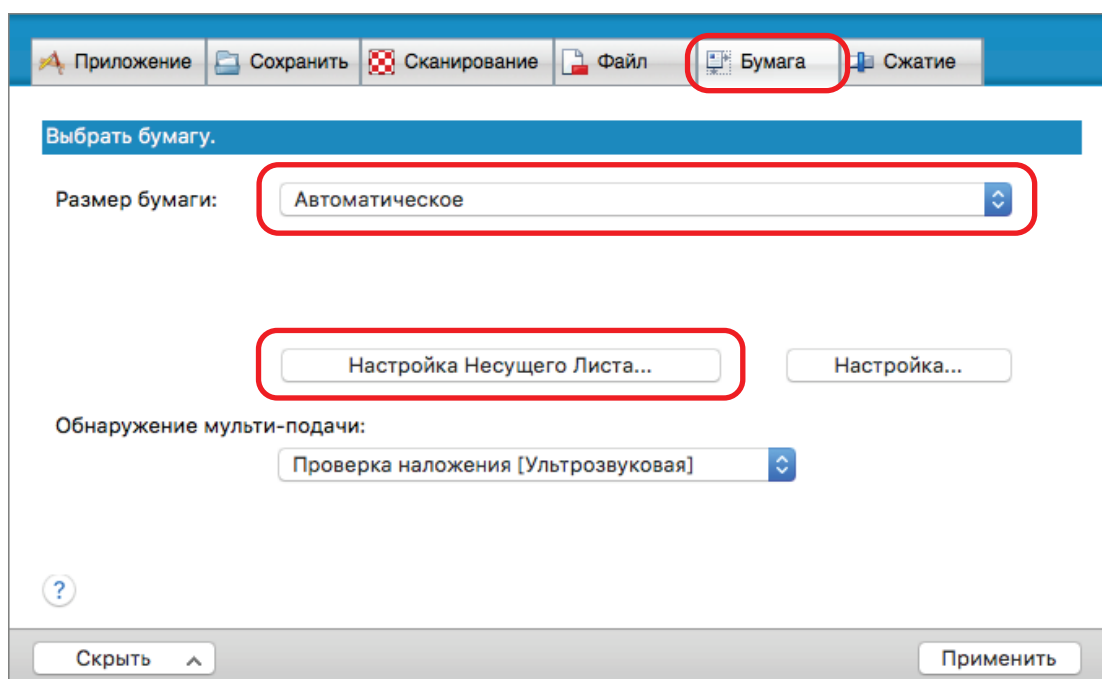 Приложение Сохранить Сканирование Файл Бумага Сжатие
Выбрать бумагу.
Размер бумаги: Автоматическое
Настройка Несущего Листа... Настройка...
Обнаружение мульти-подачи:
Проверка наложения [Ультрозвуковая]
?
Скрыть Применить